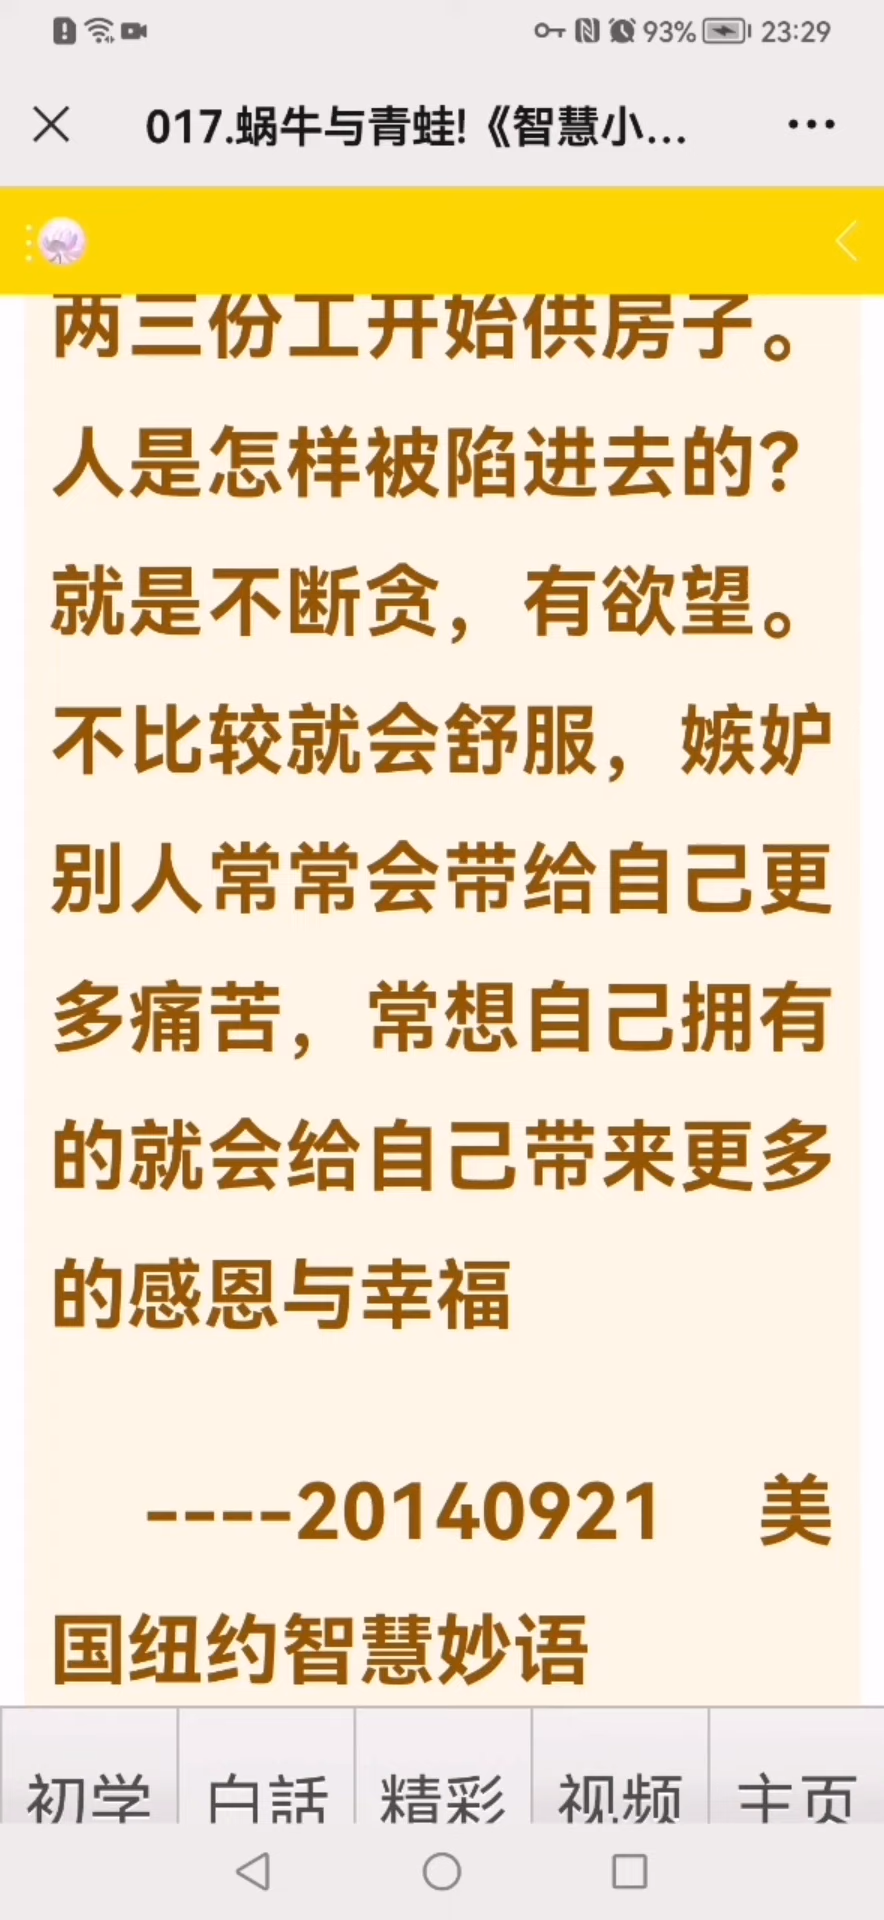 93% 23:29
017.蜗牛与青蛙!《智慧小...
两三份工开始供房子。
人是怎样被陷进去的?
就是不断贪，有欲望。
不比较就会舒服，嫉妒
别人常常会带给自己更
多痛苦，常想自己拥有
的就会给自己带来更多
的感恩与幸福
----20140921 美
国纽约智慧妙语
初学 白話 精彩 视频 主页